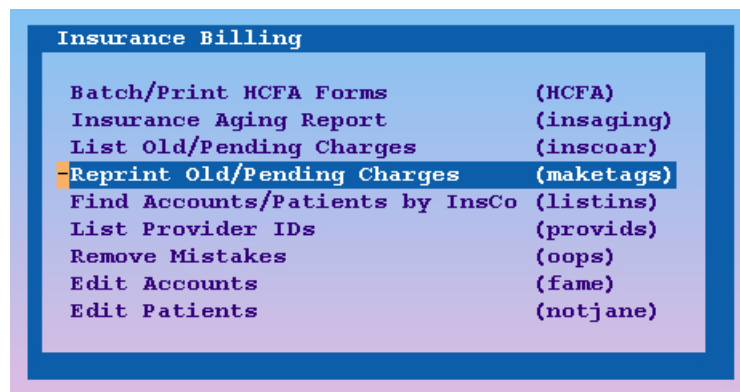 Insurance Billing
Batch/Print HCFA Forms (HCFA)
Insurance Aging Report (insaging)
List Old/Pending Charges (inscoar)
-Reprint Old/Pending Charges (maketags)
Find Accounts/Patients by InsCo (listins)
List Provider IDs (provids)
Remove Mistakes (oops)
Edit Accounts (fame)
Edit Patients (notjane)